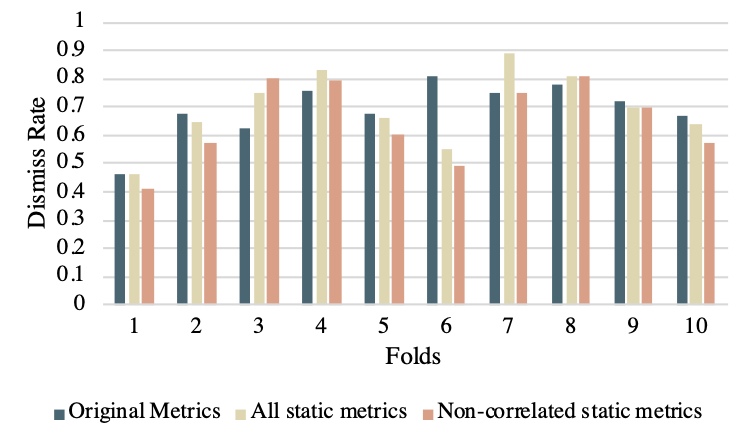 1
0.9
0.8
0.7
0.6
0.5
0.4
0.3
0.2
0.1
0
Dismiss Rate
1 2 3 4 5 6 7 8 9 10
Folds
Original Metrics All static metrics Non-correlated static metrics